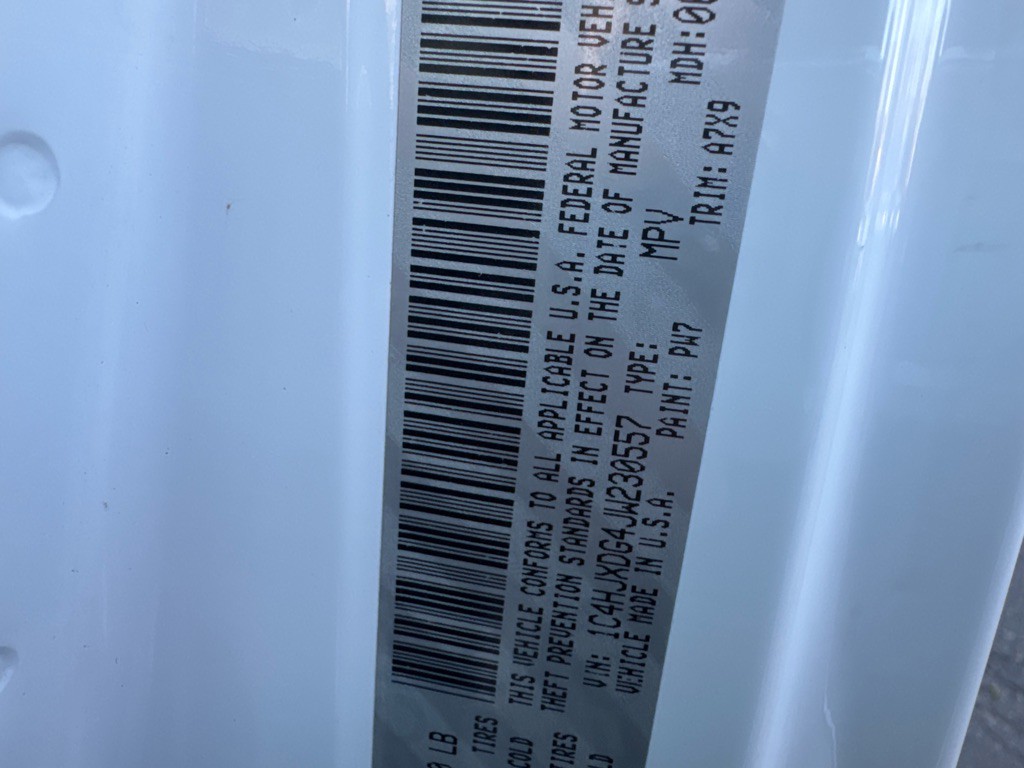 0 LB
TIRES
COLD
TIRES
THIS VEHICLE CONFORMS TO ALL APPLICABLE U.S.A. FEDERAL MOTOR
THEFT PREVENTION STANDARDS IN EFFECT ON THE DATE OF MANUFACTURE
VIN: 1C4HJXDG4JW230557 TYPE: MPV
VEHICLE MADE IN U.S.A. PAINT: PW7 TRIM: A7X9
MDH: